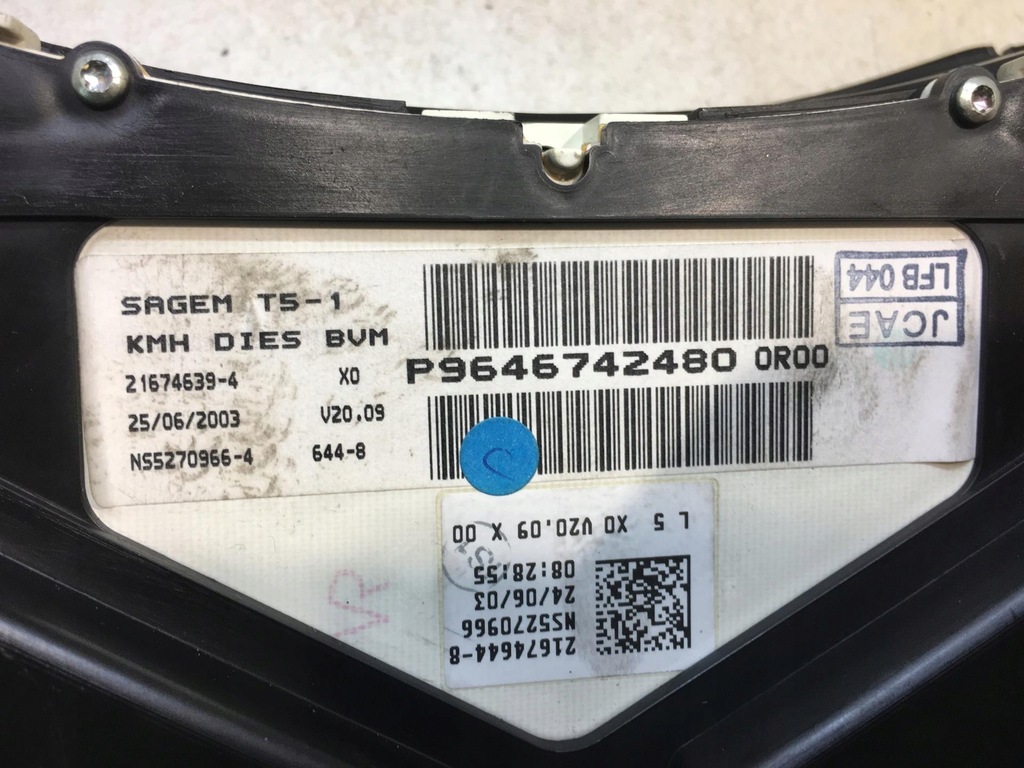 SAGEM T5-1
KMH DIES BVM
21674639-4 X0
25/06/2003 V20.09
NS5270966-4 644-8
P9646742480 0R00
JCAE
LFB 044
21674644-8
NS5270966
24/06/03
08:28:55
L 5 X0 V20.09 X 00
VR